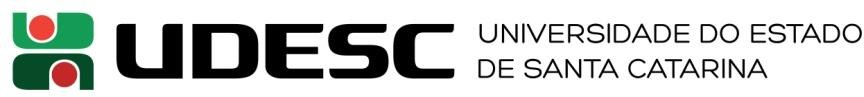 UDESC
UNIVERSIDADE DO ESTADO
DE SANTA CATARINA